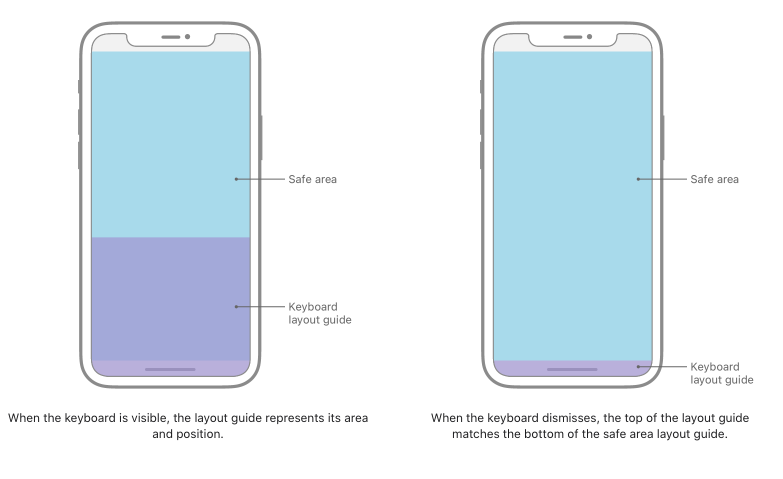 Safe area
Keyboard
layout guide
When the keyboard is visible, the layout guide represents its area
and position.
Safe area
Keyboard
layout guide
When the keyboard dismisses, the top of the layout guide
matches the bottom of the safe area layout guide.